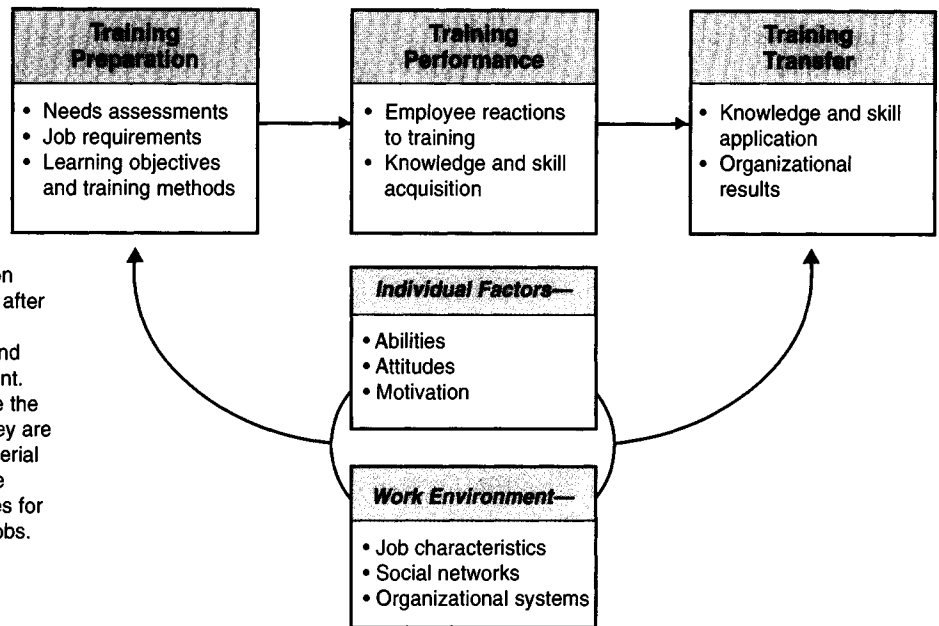 Training
Preparation
• Needs assessments
• Job requirements
• Learning objectives
and training methods
Training
Performance
• Employee reactions
to training
• Knowledge and skill
acquisition
Training
Transfer
• Knowledge and skill
application
• Organizational
results
on
after
nd
nt.
e the
ey are
erial
e
es for
obs.
Individual Factors—
• Abilities
• Attitudes
• Motivation
Work Environment—
• Job characteristics
• Social networks
• Organizational systems